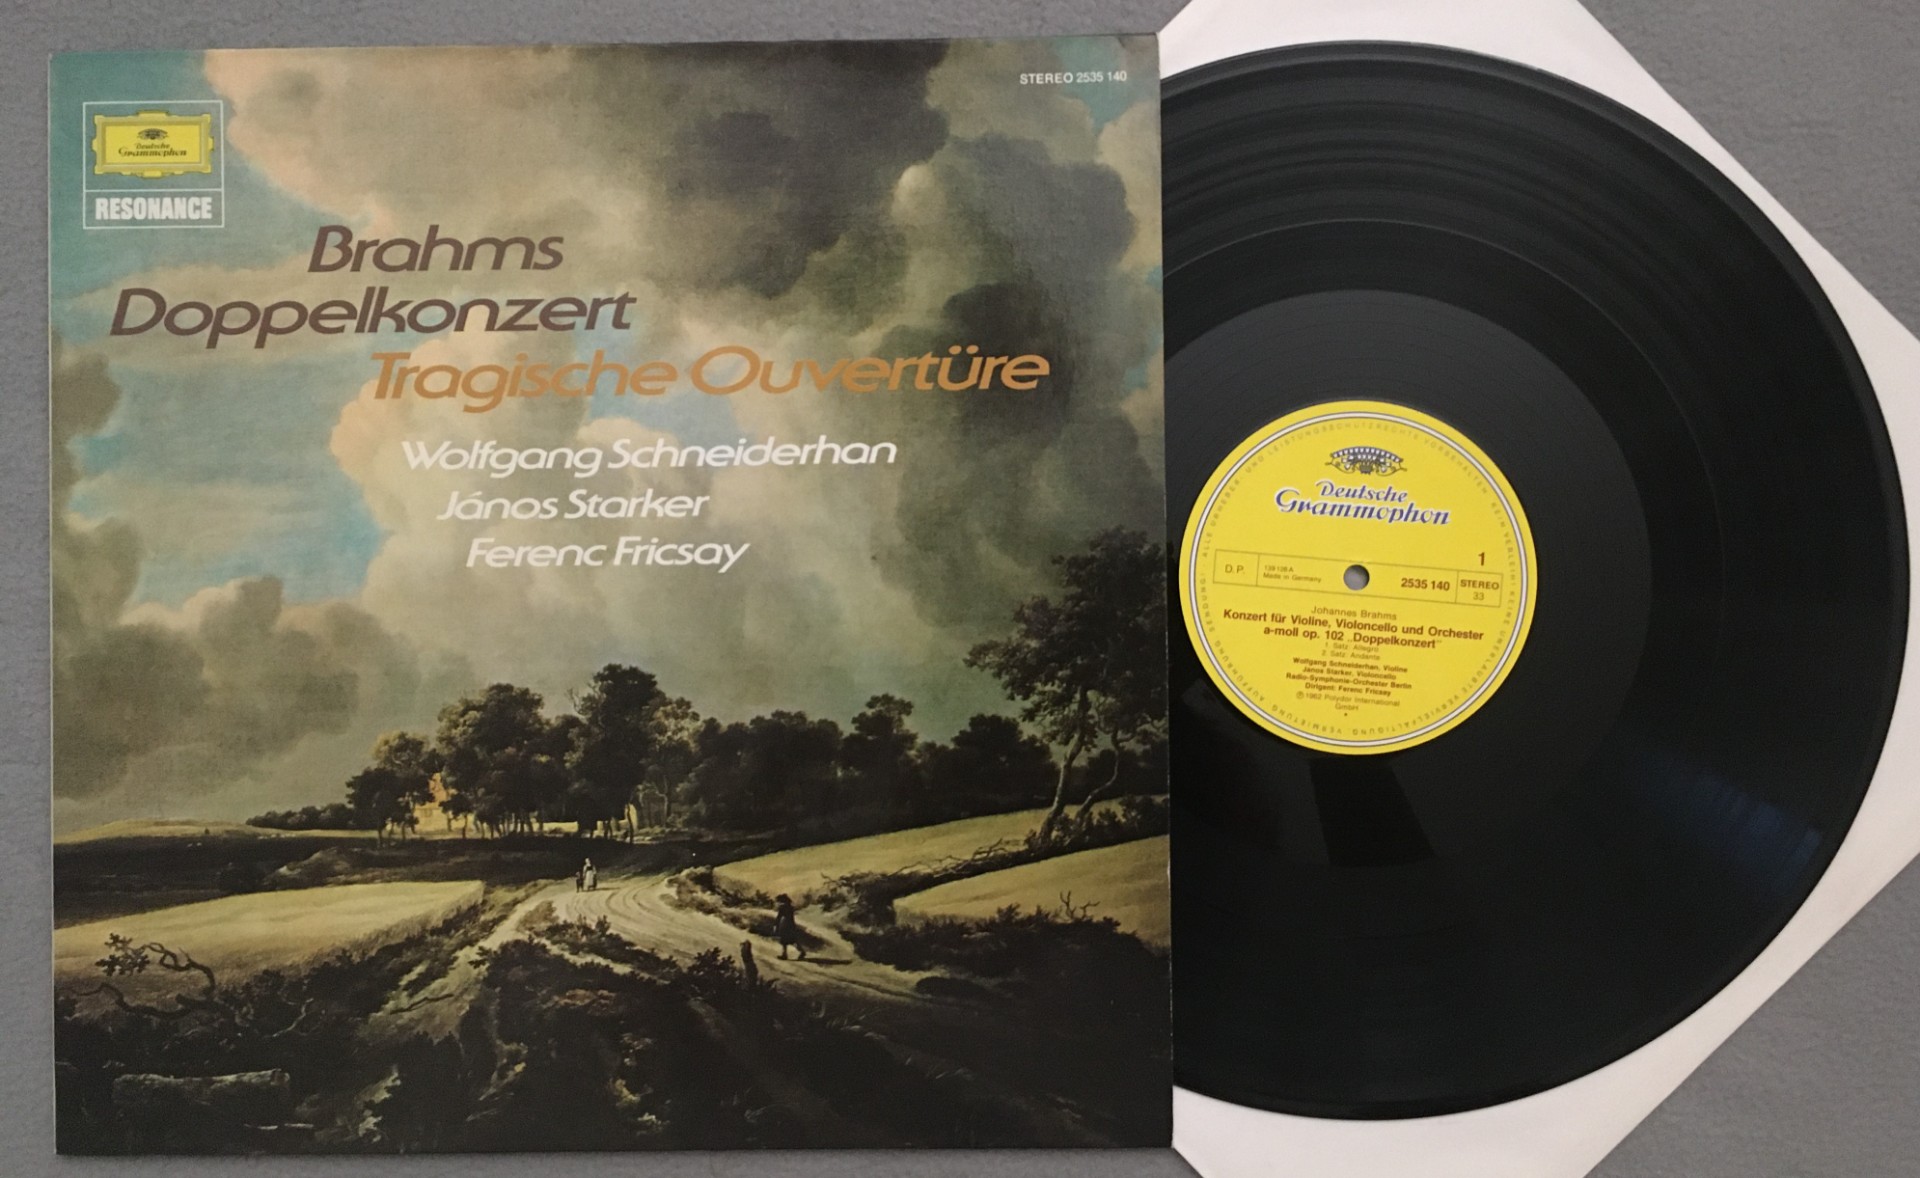 STEREO 2535 140
Deutsche
Grammophon
RESONANCE
Brahms
Doppelkonzert
Tragische Ouvertüre
Wolfgang Schneiderhan
János Starker
Ferenc Fricsay
Deutsche
Grammophon
1
D.P.
Made in Germany
2535 140
STEREO
33
Johannes Brahms
Konzert für Violine, Violoncello und Orchester
a-moll op. 102 „Doppelkonzert“
1. Satz: Allegro
2. Satz: Andante
Wolfgang Schneiderhan, Violine
Janos Starker, Violoncello
Radio-Symphonie-Orchester Berlin
Dirigent: Ferenc Fricsay
℗ 1962 Polydor International
GmbH